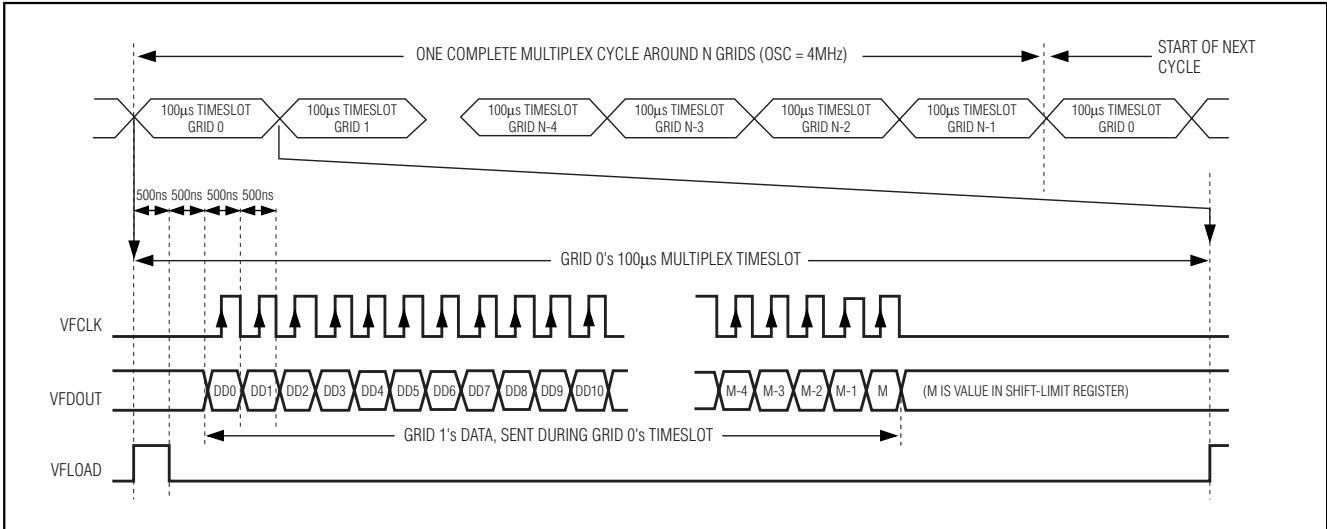 ONE COMPLETE MULTIPLEX CYCLE AROUND N GRIDS (OSC = 4MHz)
START OF NEXT
CYCLE
100μs TIMESLOT
GRID 0
100μs TIMESLOT
GRID 1
100μs TIMESLOT
GRID N-4
100μs TIMESLOT
GRID N-3
100μs TIMESLOT
GRID N-2
100μs TIMESLOT
GRID N-1
100μs TIMESLOT
GRID 0
500ns 500ns 500ns 500ns
GRID 0's 100μs MULTIPLEX TIMESLOT
VFCLK
VFDOUT
DD0 DD1 DD2 DD3 DD4 DD5 DD6 DD7 DD8 DD9 DD10
M-4 M-3 M-2 M-1 M
(M IS VALUE IN SHIFT-LIMIT REGISTER)
GRID 1's DATA, SENT DURING GRID 0's TIMESLOT
VFLOAD